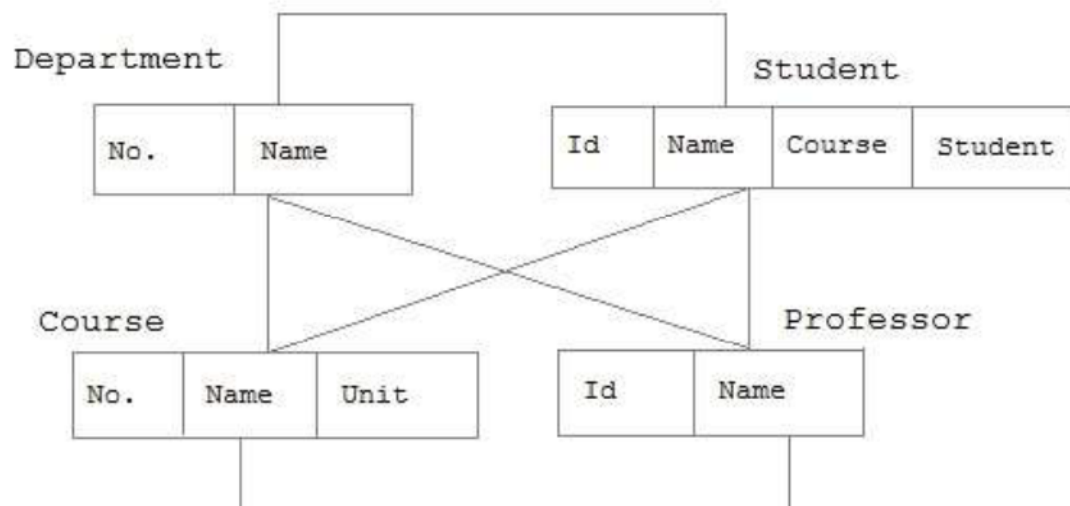 Department
Student
No. Name
Id Name Course Student
Course
Professor
No. Name Unit
Id Name